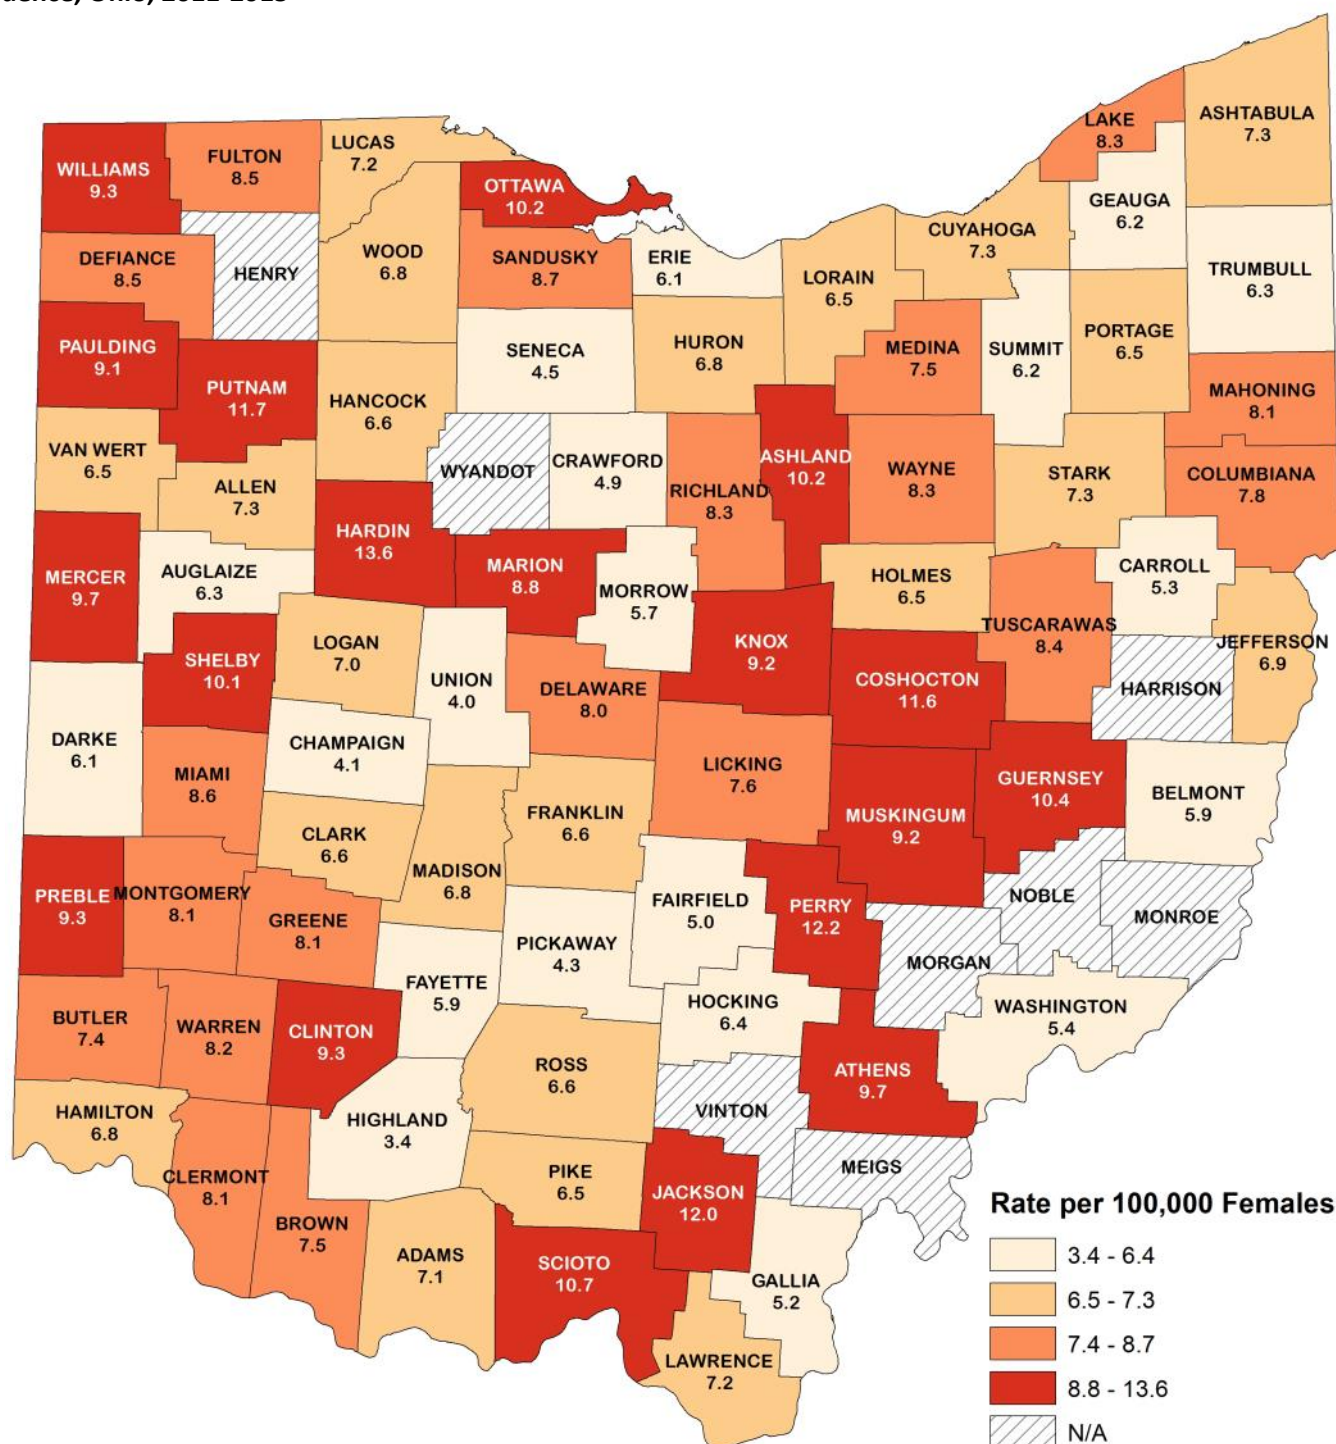 Ohio, 2011-2015
ASHTABULA
7.3
LAKE
8.3
LUCAS
7.2
FULTON
8.5
WILLIAMS
9.3
OTTAWA
10.2
GEAUGA
6.2
CUYAHOGA
7.3
WOOD
6.8
SANDUSKY
8.7
ERIE
6.1
DEFIANCE
8.5
HENRY
LORAIN
6.5
TRUMBULL
6.3
PORTAGE
6.5
PAULDING
9.1
SENECA
4.5
HURON
6.8
MEDINA
7.5
SUMMIT
6.2
PUTNAM
11.7
HANCOCK
6.6
MAHONING
8.1
VAN WERT
6.5
WYANDOT
CRAWFORD
4.9
ASHLAND
10.2
WAYNE
8.3
STARK
7.3
COLUMBIANA
7.8
ALLEN
7.3
RICHLAND
8.3
HARDIN
13.6
MARION
8.8
MERCER
9.7
AUGLAIZE
6.3
HOLMES
6.5
CARROLL
5.3
MORROW
5.7
TUSCARAWAS
8.4
LOGAN
7.0
KNOX
9.2
JEFFERSON
6.9
SHELBY
10.1
UNION
4.0
DELAWARE
8.0
COSHOCTON
11.6
HARRISON
DARKE
6.1
CHAMPAIGN
4.1
MIAMI
8.6
LICKING
7.6
GUERNSEY
10.4
BELMONT
5.9
FRANKLIN
6.6
MUSKINGUM
9.2
CLARK
6.6
MADISON
6.8
PREBLE
9.3
MONTGOMERY
8.1
GREENE
8.1
FAIRFIELD
5.0
PERRY
12.2
NOBLE
MONROE
PICKAWAY
4.3
MORGAN
FAYETTE
5.9
HOCKING
6.4
WASHINGTON
5.4
BUTLER
7.4
WARREN
8.2
CLINTON
9.3
ROSS
6.6
ATHENS
9.7
HAMILTON
6.8
HIGHLAND
3.4
VINTON
MEIGS
CLERMONT
8.1
PIKE
6.5
JACKSON
12.0
BROWN
7.5
ADAMS
7.1
SCIOTO
10.7
GALLIA
5.2
LAWRENCE
7.2
Rate per 100,000 Females
3.4 - 6.4
6.5 - 7.3
7.4 - 8.7
8.8 - 13.6
N/A